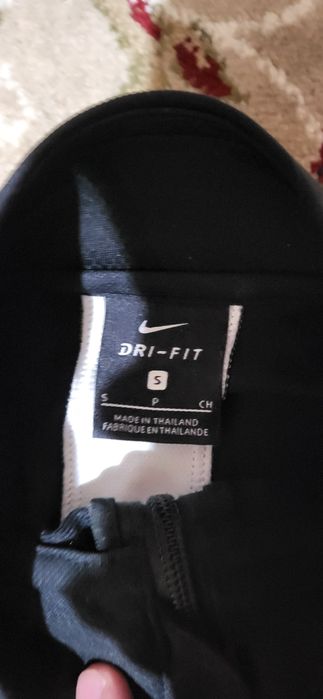 DRI-FIT
S
S P CH
MADE IN THAILAND
FABRIQUE EN THAILANDE